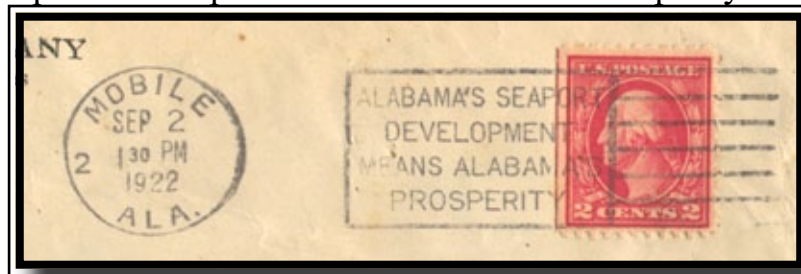 ANY
MOBILE
SEP 2
2 1 30 PM
1922
ALA.
ALABAMA'S SEAPORT
DEVELOPMENT
MEANS ALABAMA'S
PROSPERITY
U.S. POSTAGE
2 CENTS 2